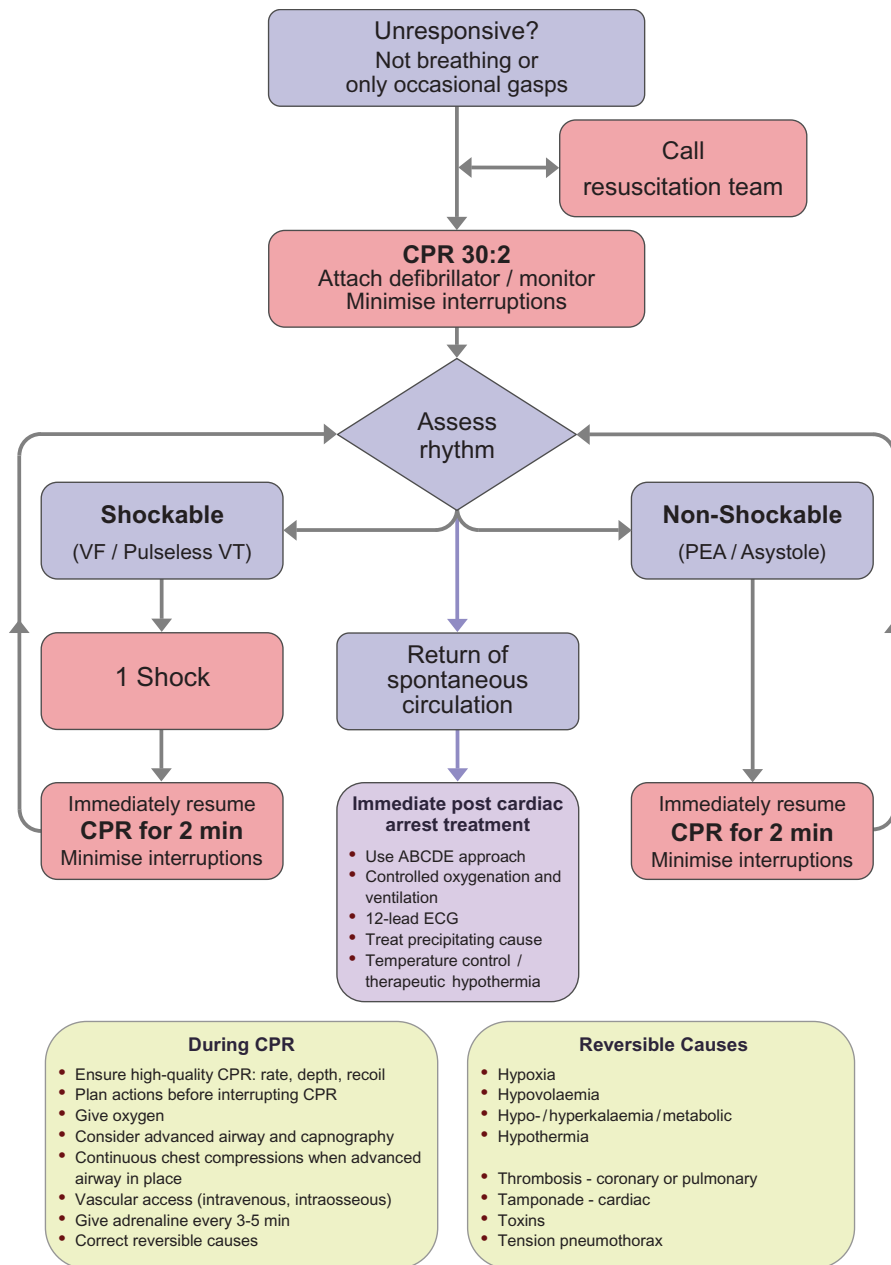 Unresponsive?
Not breathing or
only occasional gasps
Call
resuscitation team
CPR 30:2
Attach defibrillator / monitor
Minimise interruptions
Assess
rhythm
Shockable
(VF / Pulseless VT)
Non-Shockable
(PEA / Asystole)
1 Shock
Return of
spontaneous
circulation
Immediately resume
CPR for 2 min
Minimise interruptions
Immediate post cardiac
arrest treatment
• Use ABCDE approach
• Controlled oxygenation and
ventilation
• 12-lead ECG
• Treat precipitating cause
• Temperature control /
therapeutic hypothermia
Immediately resume
CPR for 2 min
Minimise interruptions
During CPR
• Ensure high-quality CPR: rate, depth, recoil
• Plan actions before interrupting CPR
• Give oxygen
• Consider advanced airway and capnography
• Continuous chest compressions when advanced
airway in place
• Vascular access (intravenous, intraosseous)
• Give adrenaline every 3-5 min
• Correct reversible causes
Reversible Causes
• Hypoxia
• Hypovolaemia
• Hypo- / hyperkalaemia / metabolic
• Hypothermia
• Thrombosis - coronary or pulmonary
• Tamponade - cardiac
• Toxins
• Tension pneumothorax